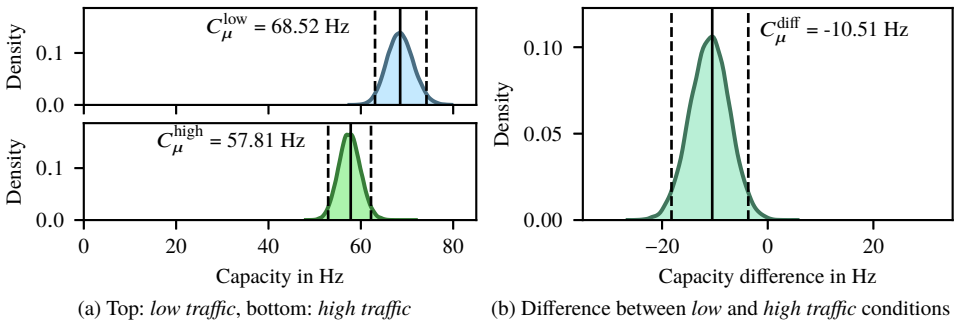 C_μ^low = 68.52 Hz
Density
0.1
0.0
C_μ^high = 57.81 Hz
Density
0.1
0.0
0 20 40 60 80
Capacity in Hz
(a) Top: low traffic, bottom: high traffic
C_μ^diff = -10.51 Hz
Density
0.10
0.05
0.00
−20 0 20
Capacity difference in Hz
(b) Difference between low and high traffic conditions